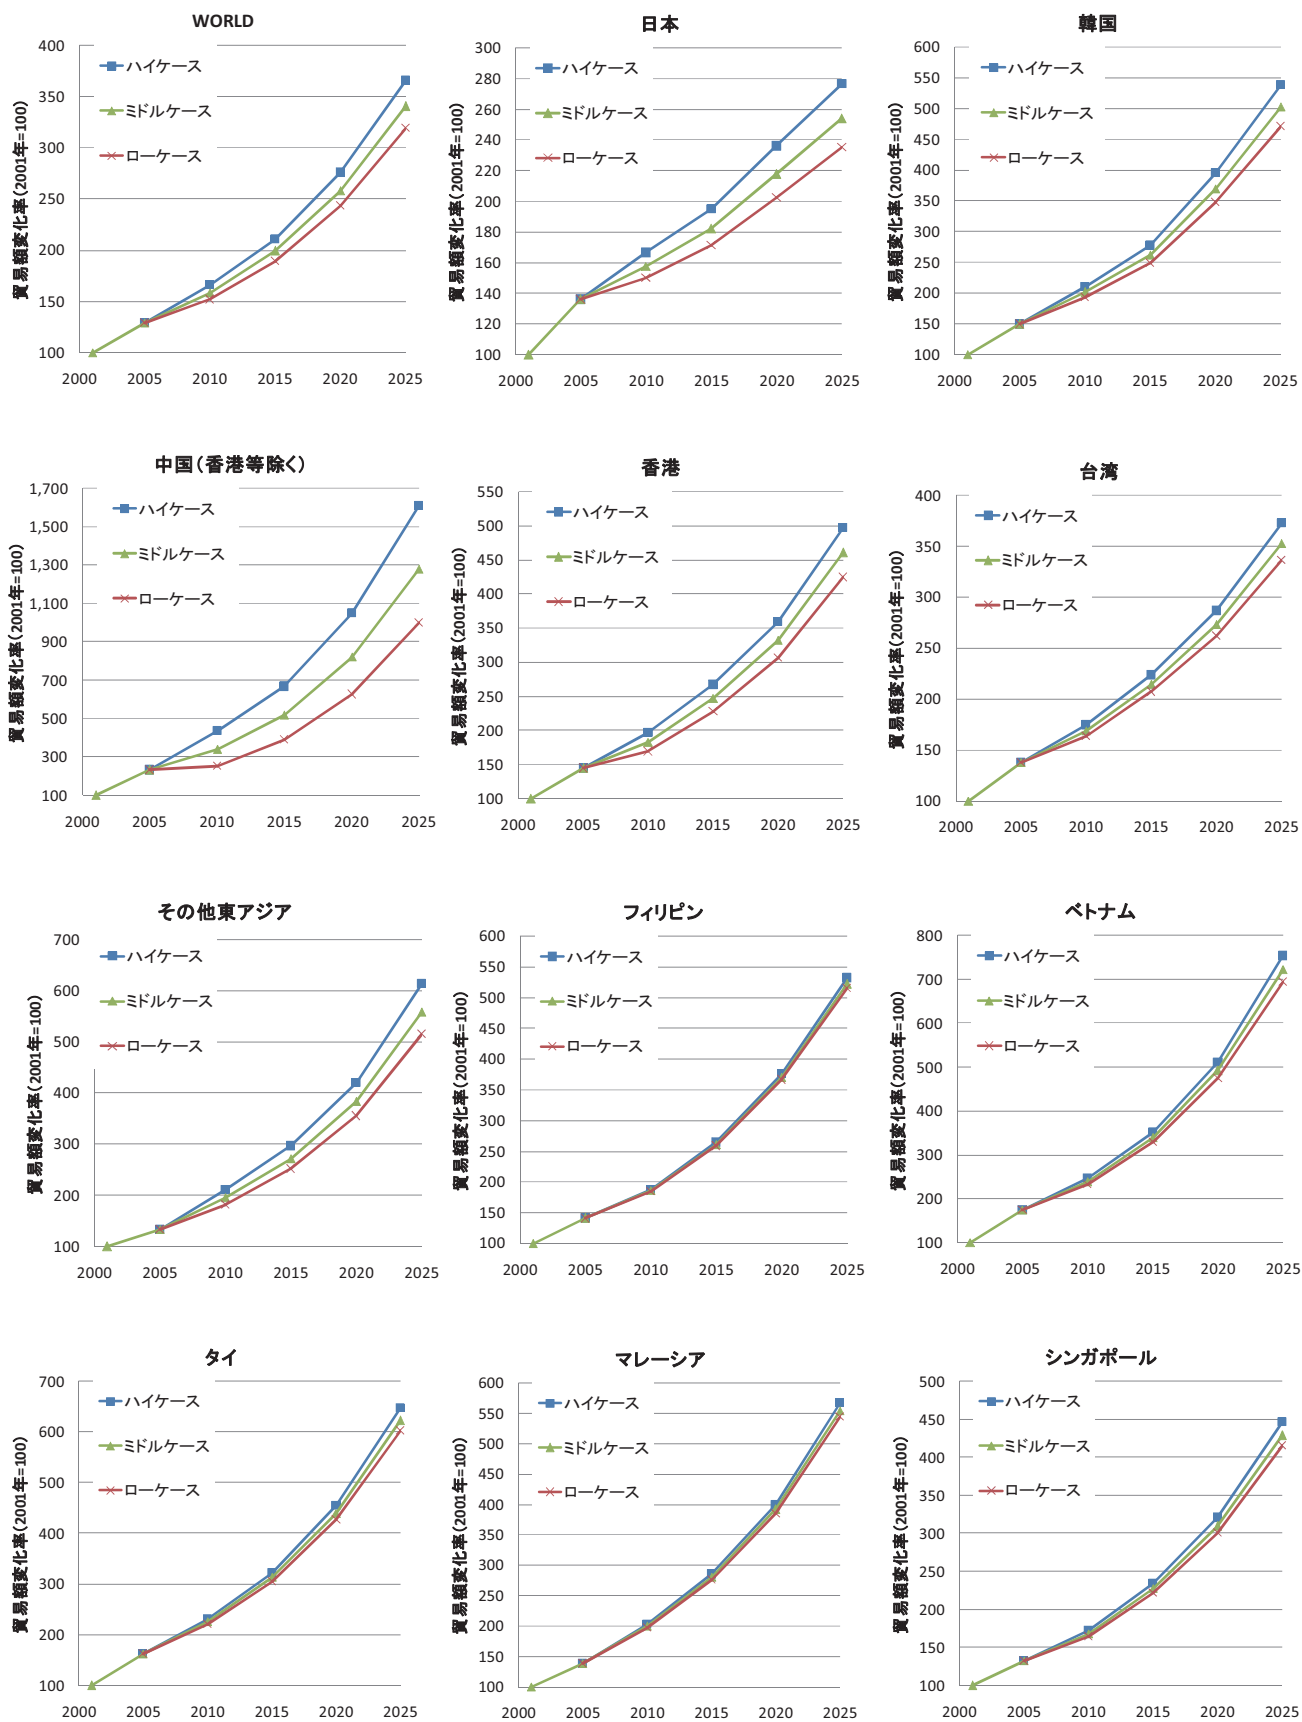 WORLD
貿易額変化率(2001年=100)
400
350
300
250
200
150
100
ハイケース
ミドルケース
ローケース
2000 2005 2010 2015 2020 2025
日本
貿易額変化率(2001年=100)
300
280
260
240
220
200
180
160
140
120
100
ハイケース
ミドルケース
ローケース
2000 2005 2010 2015 2020 2025
韓国
貿易額変化率(2001年=100)
600
550
500
450
400
350
300
250
200
150
100
ハイケース
ミドルケース
ローケース
2000 2005 2010 2015 2020 2025
中国(香港等除く)
貿易額変化率(2001年=100)
1,700
1,500
1,300
1,100
900
700
500
300
100
ハイケース
ミドルケース
ローケース
2000 2005 2010 2015 2020 2025
香港
貿易額変化率(2001年=100)
550
500
450
400
350
300
250
200
150
100
ハイケース
ミドルケース
ローケース
2000 2005 2010 2015 2020 2025
台湾
貿易額変化率(2001年=100)
400
350
300
250
200
150
100
ハイケース
ミドルケース
ローケース
2000 2005 2010 2015 2020 2025
その他東アジア
貿易額変化率(2001年=100)
700
600
500
400
300
200
100
ハイケース
ミドルケース
ローケース
2000 2005 2010 2015 2020 2025
フィリピン
貿易額変化率(2001年=100)
600
550
500
450
400
350
300
250
200
150
100
ハイケース
ミドルケース
ローケース
2000 2005 2010 2015 2020 2025
ベトナム
貿易額変化率(2001年=100)
800
700
600
500
400
300
200
100
ハイケース
ミドルケース
ローケース
2000 2005 2010 2015 2020 2025
タイ
貿易額変化率(2001年=100)
700
600
500
400
300
200
100
ハイケース
ミドルケース
ローケース
2000 2005 2010 2015 2020 2025
マレーシア
貿易額変化率(2001年=100)
600
550
500
450
400
350
300
250
200
150
100
ハイケース
ミドルケース
ローケース
2000 2005 2010 2015 2020 2025
シンガポール
貿易額変化率(2001年=100)
500
450
400
350
300
250
200
150
100
ハイケース
ミドルケース
ローケース
2000 2005 2010 2015 2020 2025